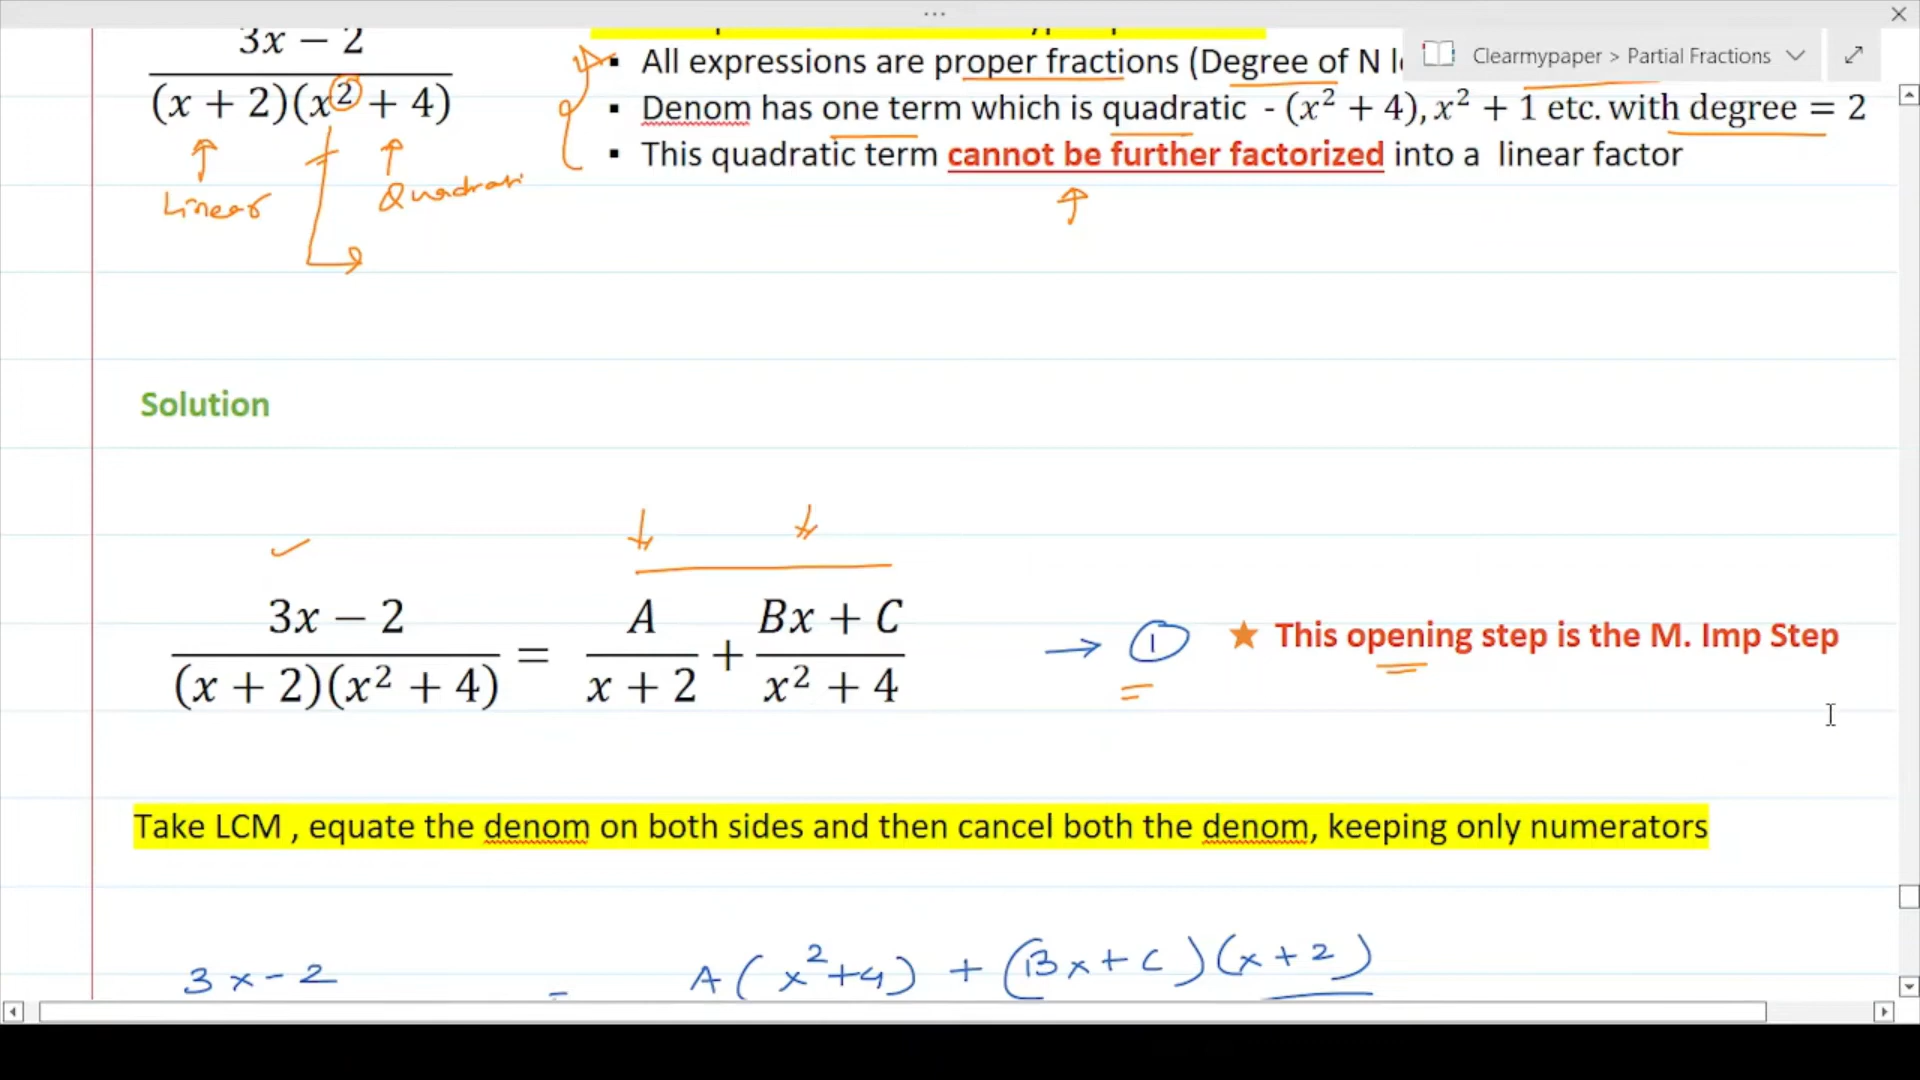 Clearmypaper > Partial Fractions
3x − 2
(x + 2)(x² + 4)
Linear
▪ All expressions are proper fractions (Degree of N
▪ Denom has one term which is quadratic - (x² + 4), x² + 1 etc. with degree = 2
▪ This quadratic term cannot be further factorized into a linear factor
Solution
3x − 2 / (x + 2)(x² + 4) = A / x + 2 + Bx + C / x² + 4 → ① ★ This opening step is the M. Imp Step
Take LCM , equate the denom on both sides and then cancel both the denom, keeping only numerators
3x-2 = A(x²+4) + (Bx+C)(x+2)